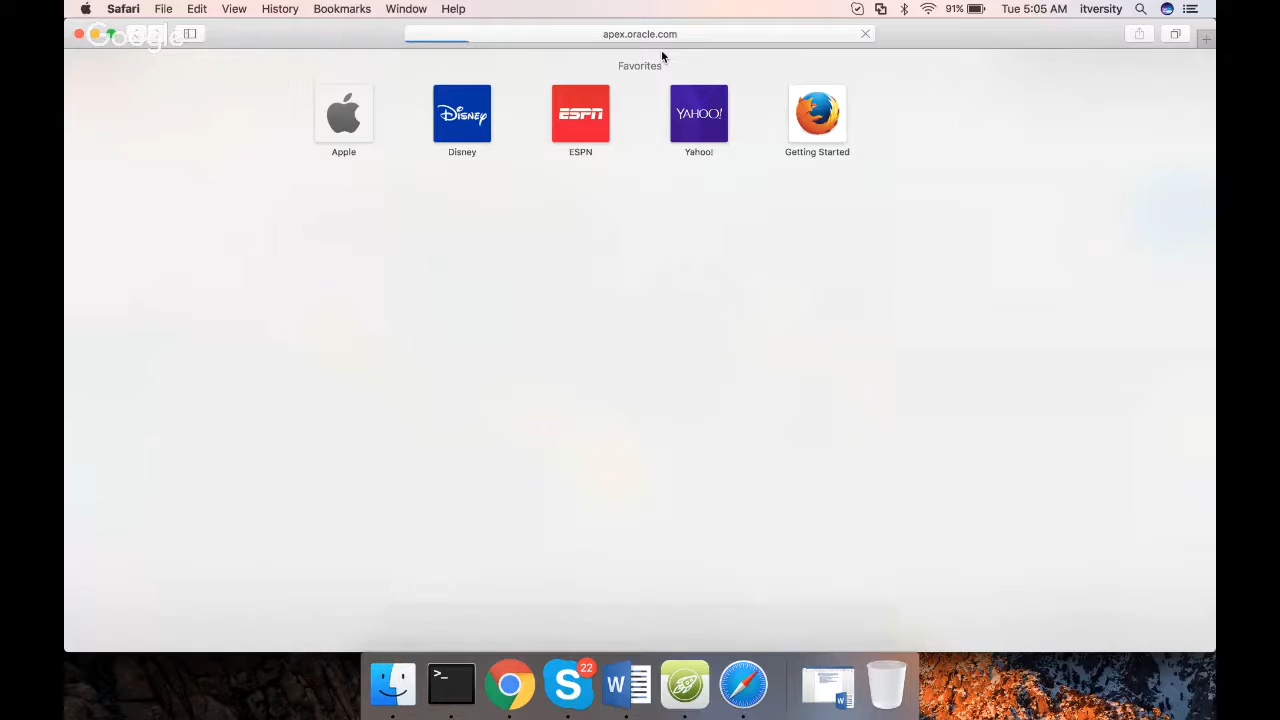 Safari File Edit View History Bookmarks Window Help 91% Tue 5:05 AM itversity
Google
apex.oracle.com
Favorites
Disney
ESPN
YAHOO!
Apple Disney ESPN Yahoo! Getting Started
>_
22
W
W